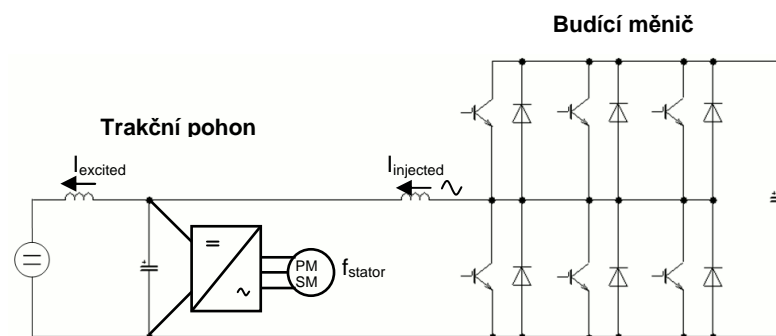 Budící měnič
Trakční pohon
Iexcited
Iinjected
PM
SM
fstator